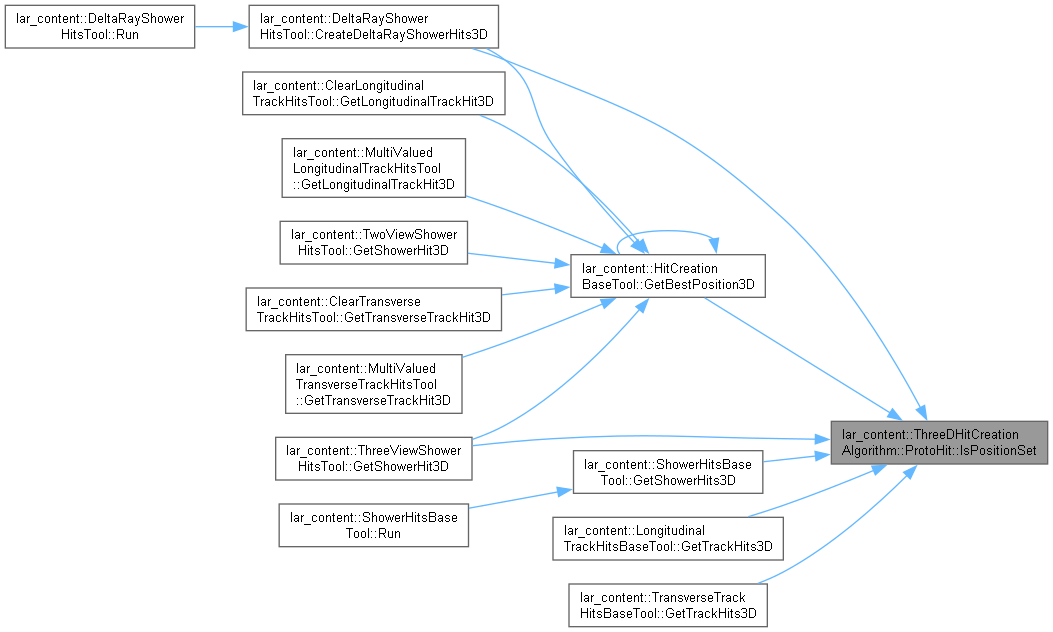 lar_content::DeltaRayShower
HitsTool::Run
lar_content::DeltaRayShower
HitsTool::CreateDeltaRayShowerHits3D
lar_content::ClearLongitudinal
TrackHitsTool::GetLongitudinalTrackHit3D
lar_content::MultiValued
LongitudinalTrackHitsTool
::GetLongitudinalTrackHit3D
lar_content::TwoViewShower
HitsTool::GetShowerHit3D
lar_content::HitCreation
BaseTool::GetBestPosition3D
lar_content::ClearTransverse
TrackHitsTool::GetTransverseTrackHit3D
lar_content::MultiValued
TransverseTrackHitsTool
::GetTransverseTrackHit3D
lar_content::ThreeDHitCreation
Algorithm::ProtoHit::IsPositionSet
lar_content::ThreeViewShower
HitsTool::GetShowerHit3D
lar_content::ShowerHitsBase
Tool::GetShowerHits3D
lar_content::ShowerHitsBase
Tool::Run
lar_content::Longitudinal
TrackHitsBaseTool::GetTrackHits3D
lar_content::TransverseTrack
HitsBaseTool::GetTrackHits3D